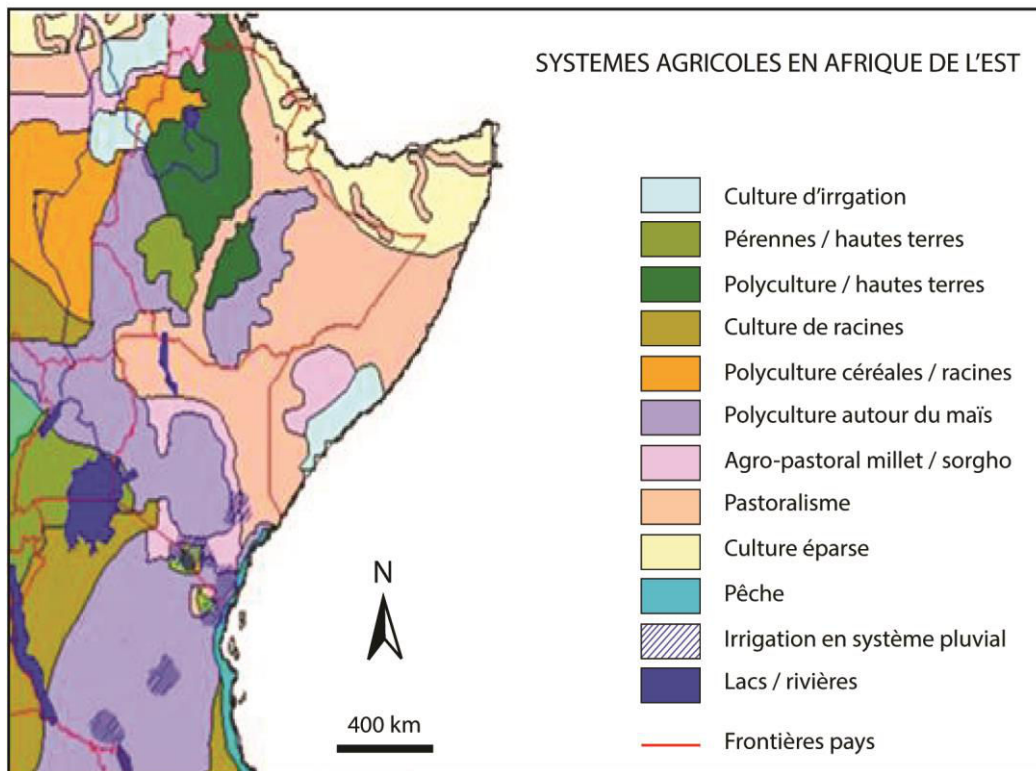 SYSTEMES AGRICOLES EN AFRIQUE DE L'EST
Culture d'irrgation
Pérennes / hautes terres
Polyculture / hautes terres
Culture de racines
Polyculture céréales / racines
Polyculture autour du maïs
Agro-pastoral millet / sorgho
Pastoralisme
Culture éparse
Pêche
Irrigation en système pluvial
Lacs / rivières
Frontières pays
N
400 km